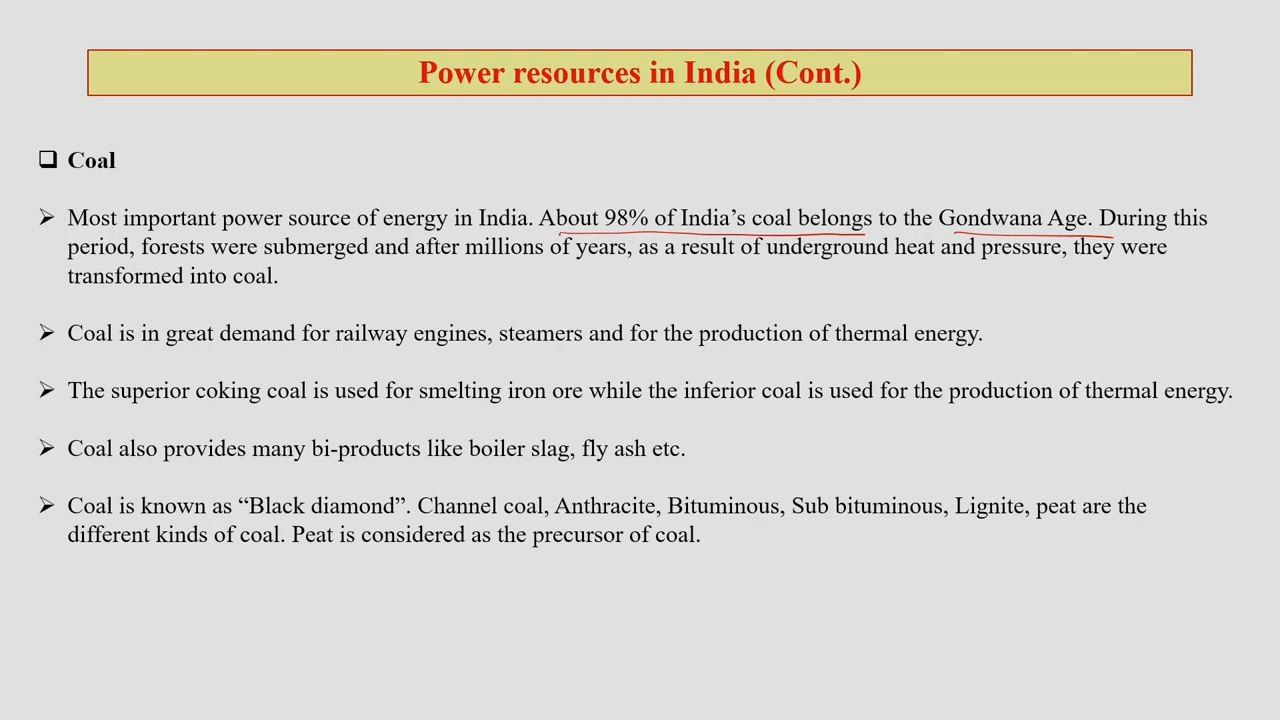 Power resources in India (Cont.)
❑ Coal
➢ Most important power source of energy in India. About 98% of India’s coal belongs to the Gondwana Age. During this
period, forests were submerged and after millions of years, as a result of underground heat and pressure, they were
transformed into coal.
➢ Coal is in great demand for railway engines, steamers and for the production of thermal energy.
➢ The superior coking coal is used for smelting iron ore while the inferior coal is used for the production of thermal energy.
➢ Coal also provides many bi-products like boiler slag, fly ash etc.
➢ Coal is known as “Black diamond”. Channel coal, Anthracite, Bituminous, Sub bituminous, Lignite, peat are the
different kinds of coal. Peat is considered as the precursor of coal.